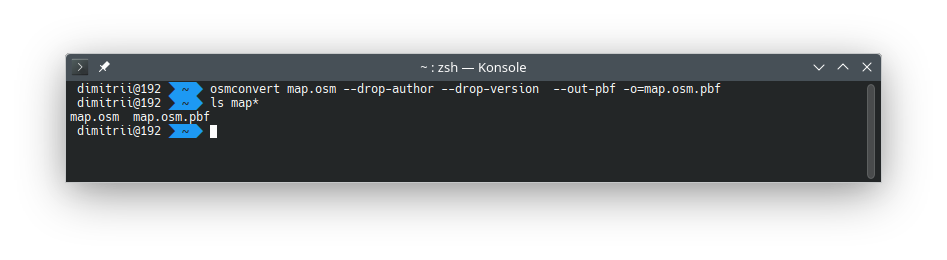 ~ : zsh — Konsole
dimitrii@192 ~ osmconvert map.osm --drop-author --drop-version  --out-pbf -o=map.osm.pbf
dimitrii@192 ~ ls map*
map.osm  map.osm.pbf
dimitrii@192 ~